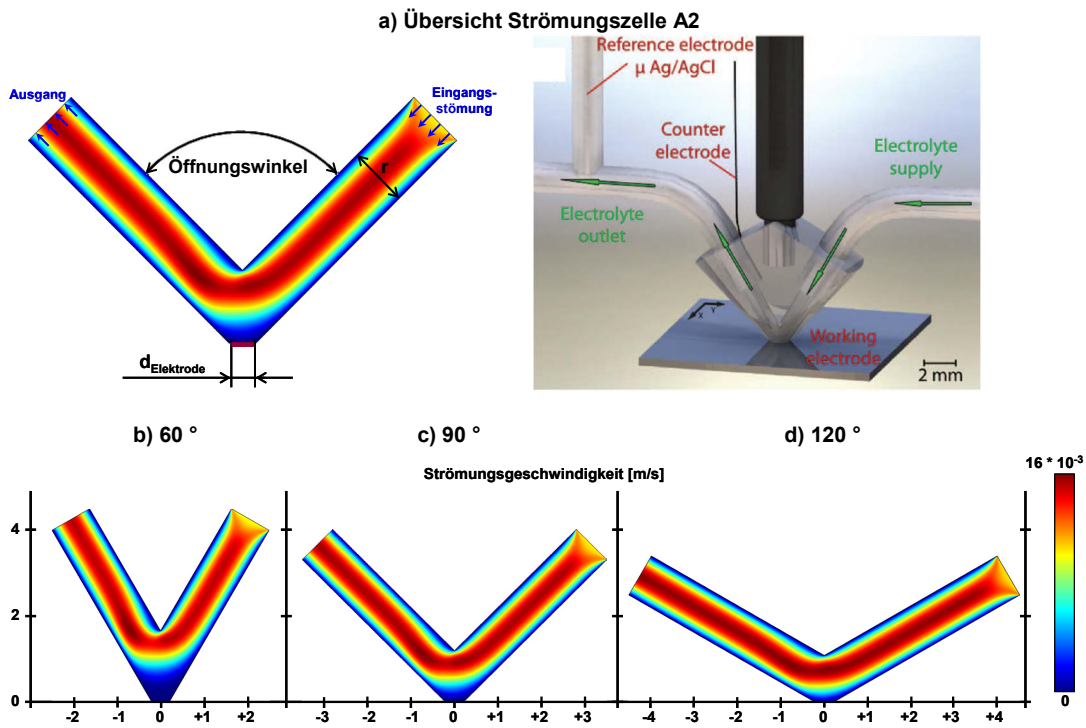 a) Übersicht Strömungszelle A2
Ausgang
Eingangs-
stömung
Öffnungswinkel
r
d_Elektrode
Reference electrode
µ Ag/AgCl
Counter
electrode
Electrolyte
supply
Electrolyte
outlet
X
Y
Working
electrode
2 mm
b) 60 °
c) 90 °
d) 120 °
Strömungsgeschwindigkeit [m/s]
16 * 10⁻³
0
4
2
0
-2 -1 0 +1 +2
-3 -2 -1 0 +1 +2 +3
-4 -3 -2 -1 0 +1 +2 +3 +4